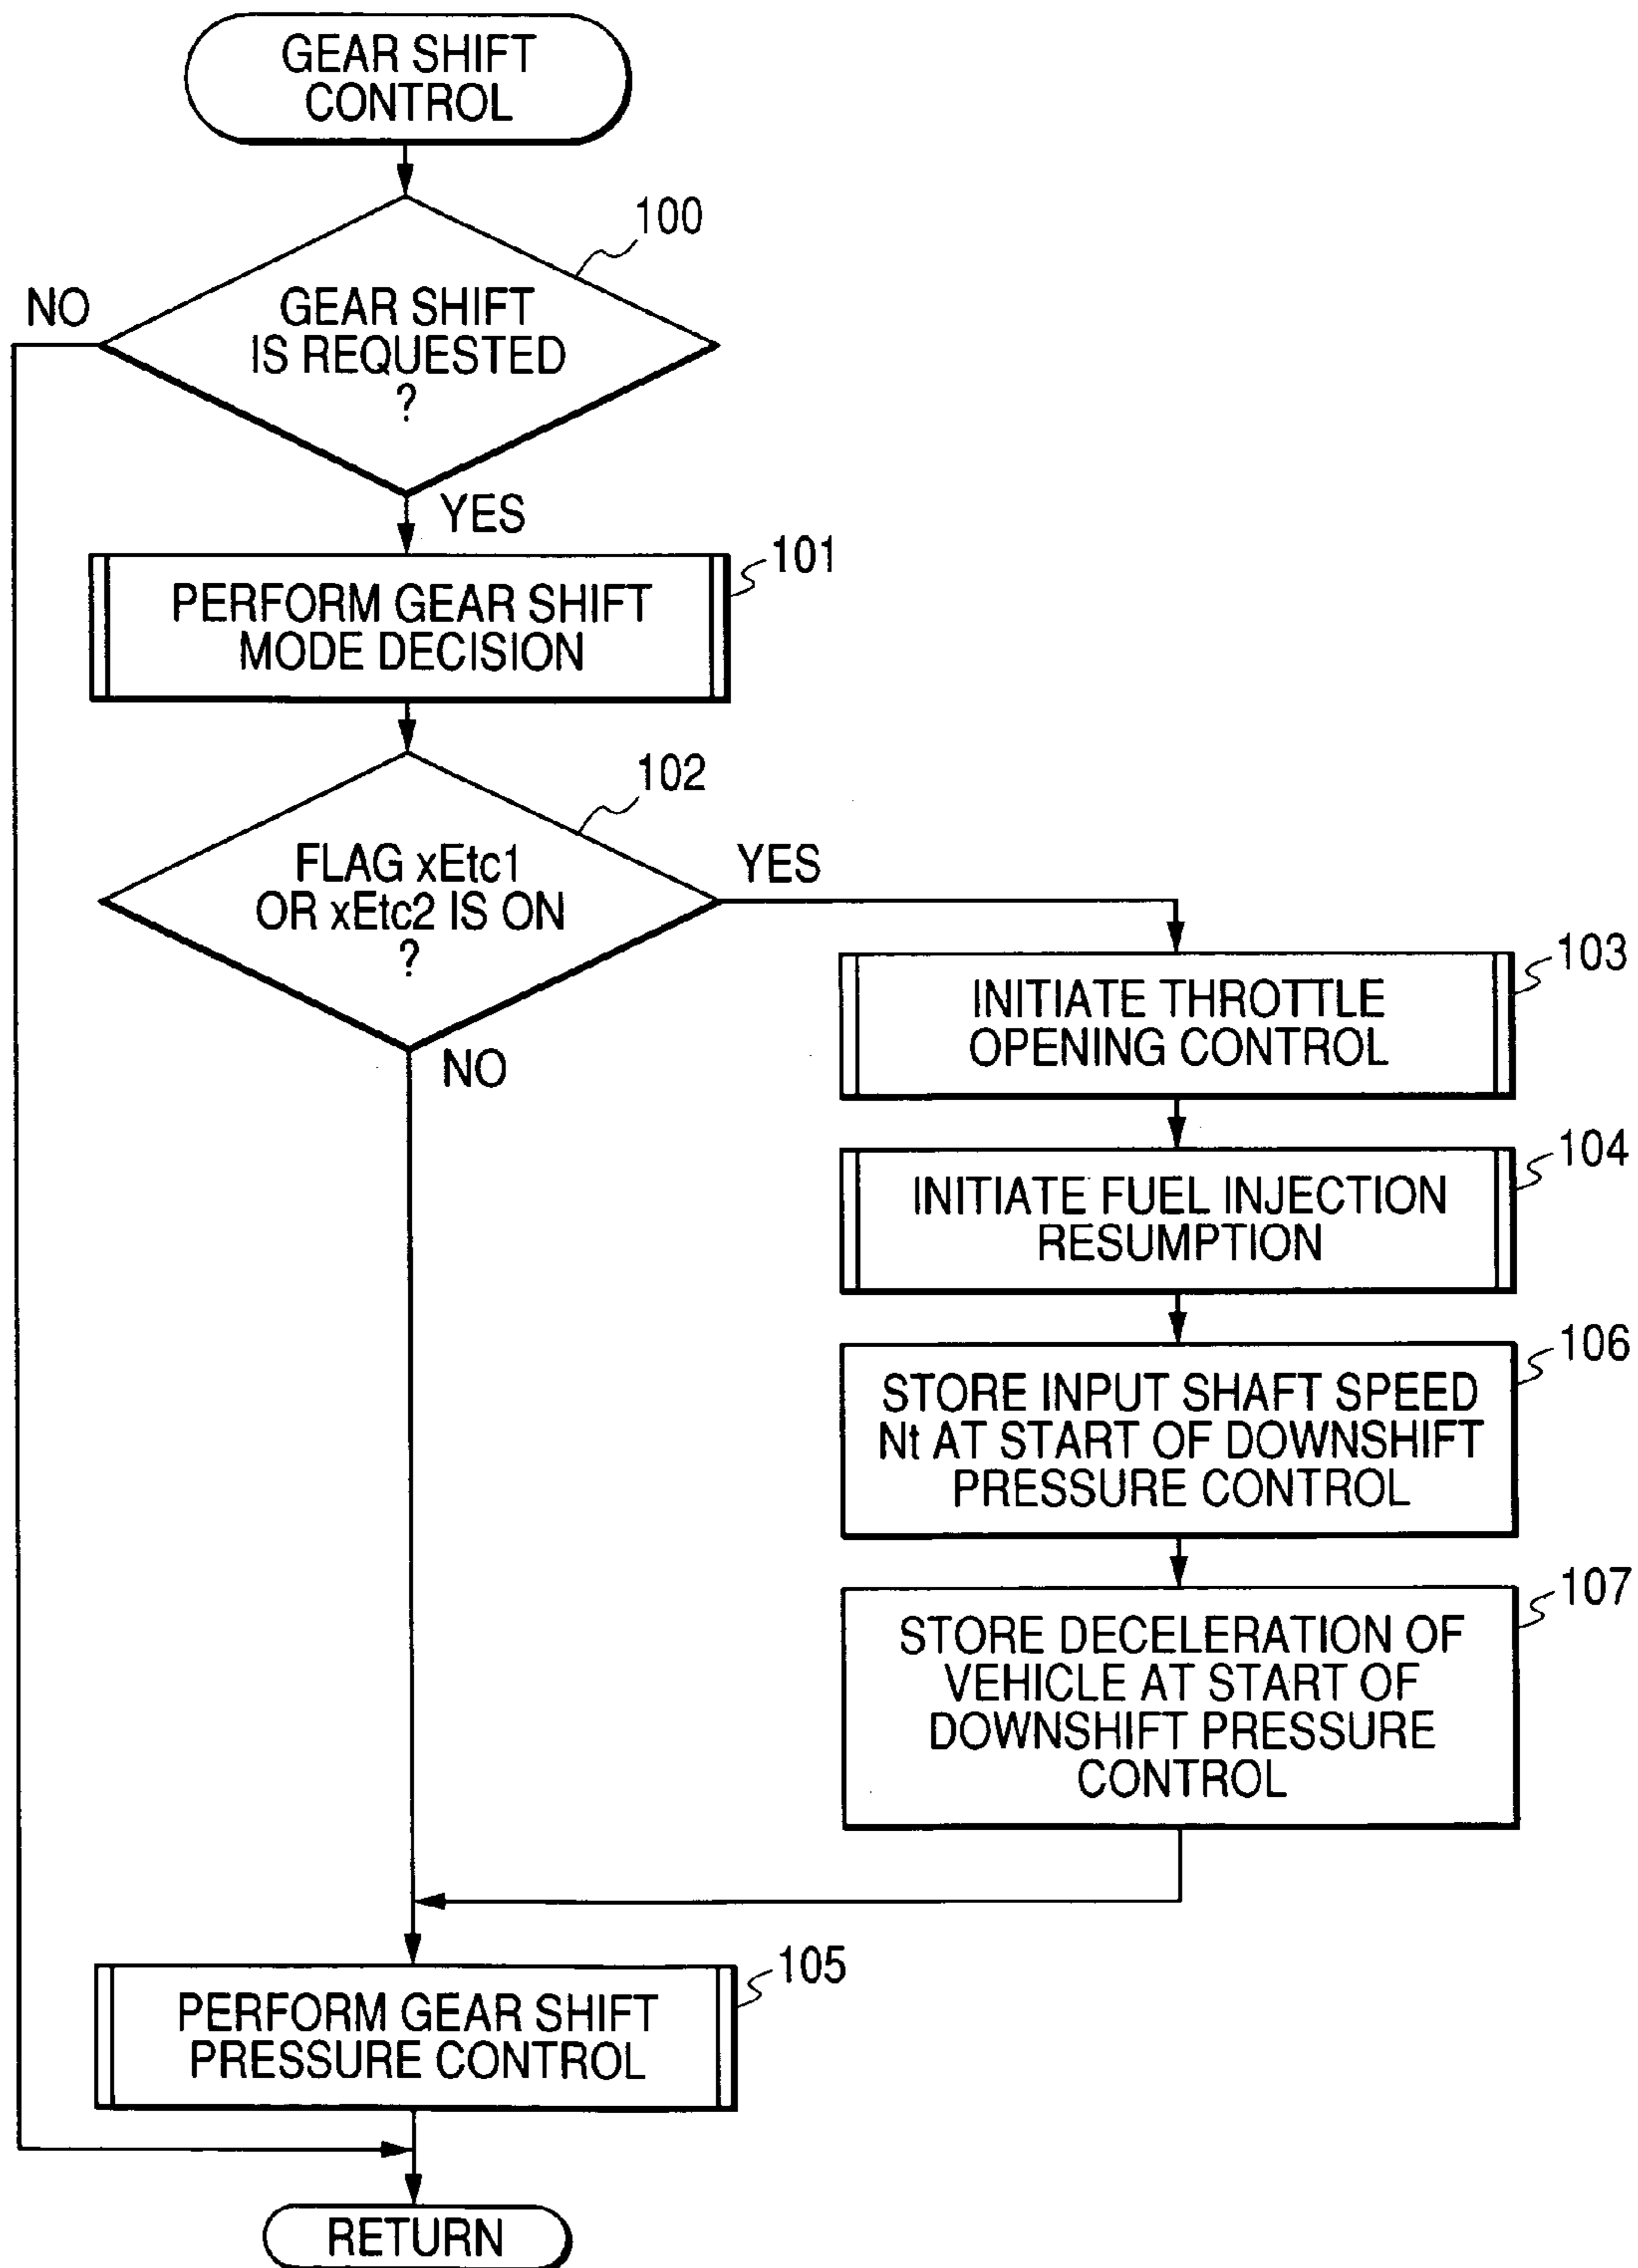 GEAR SHIFT
CONTROL
100
NO
GEAR SHIFT
IS REQUESTED
?
YES
101
PERFORM GEAR SHIFT
MODE DECISION
102
FLAG xEtc1
OR xEtc2 IS ON
?
YES
NO
103
INITIATE THROTTLE
OPENING CONTROL
104
INITIATE FUEL INJECTION
RESUMPTION
106
STORE INPUT SHAFT SPEED
Nt AT START OF DOWNSHIFT
PRESSURE CONTROL
107
STORE DECELERATION OF
VEHICLE AT START OF
DOWNSHIFT PRESSURE
CONTROL
105
PERFORM GEAR SHIFT
PRESSURE CONTROL
RETURN